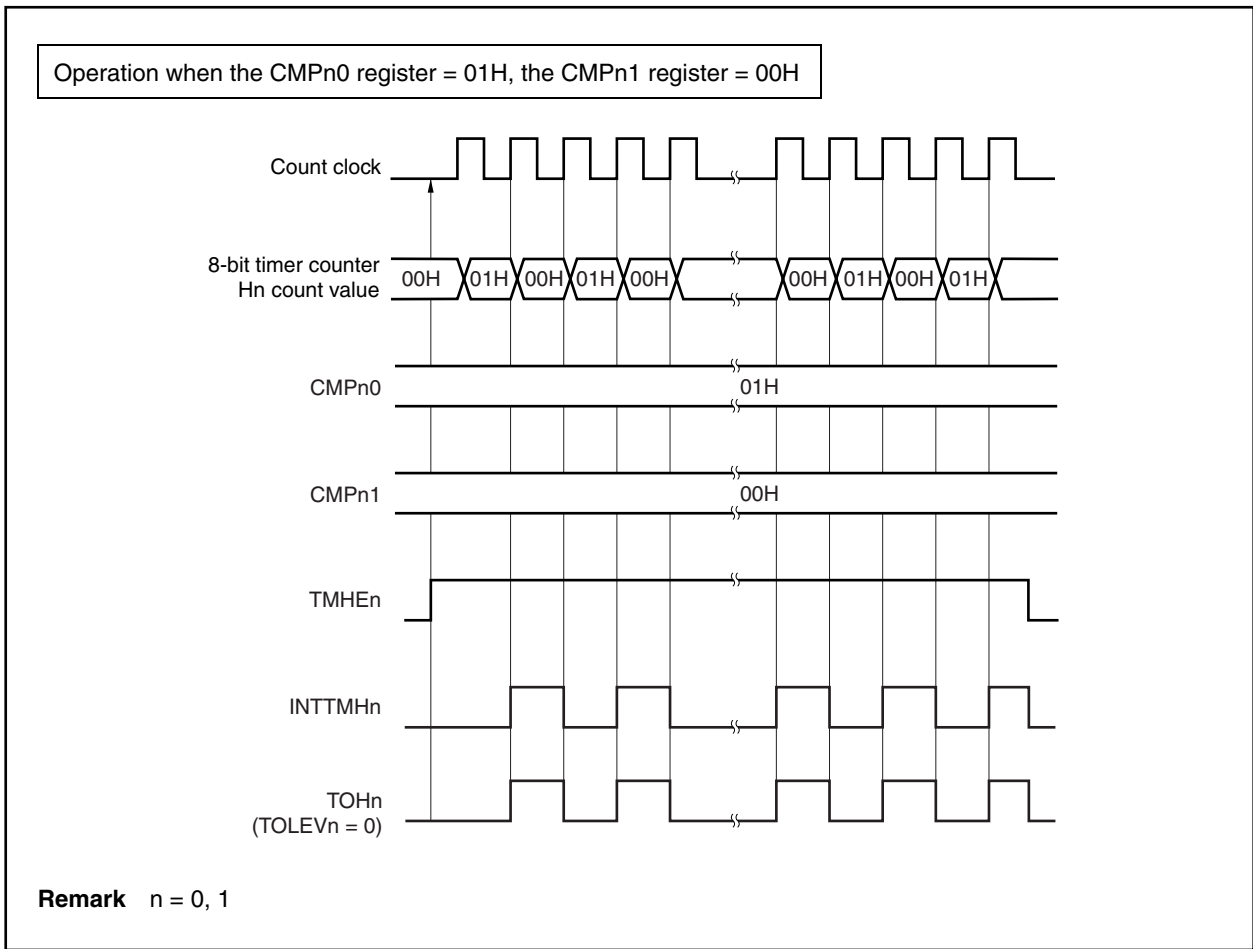 Operation when the CMPn0 register = 01H, the CMPn1 register = 00H
Count clock
8-bit timer counter
Hn count value
00H 01H 00H 01H 00H 00H 01H 00H 01H
CMPn0
01H
CMPn1
00H
TMHEn
INTTMHn
TOHn
(TOLEVn = 0)
Remark n = 0, 1